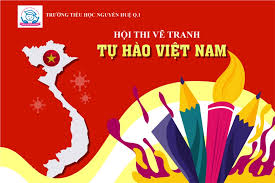 TRƯỜNG TIỂU HỌC NGUYỄN HUỆ Q.1
HỘI THI VẼ TRANH
TỰ HÀO VIỆT NAM